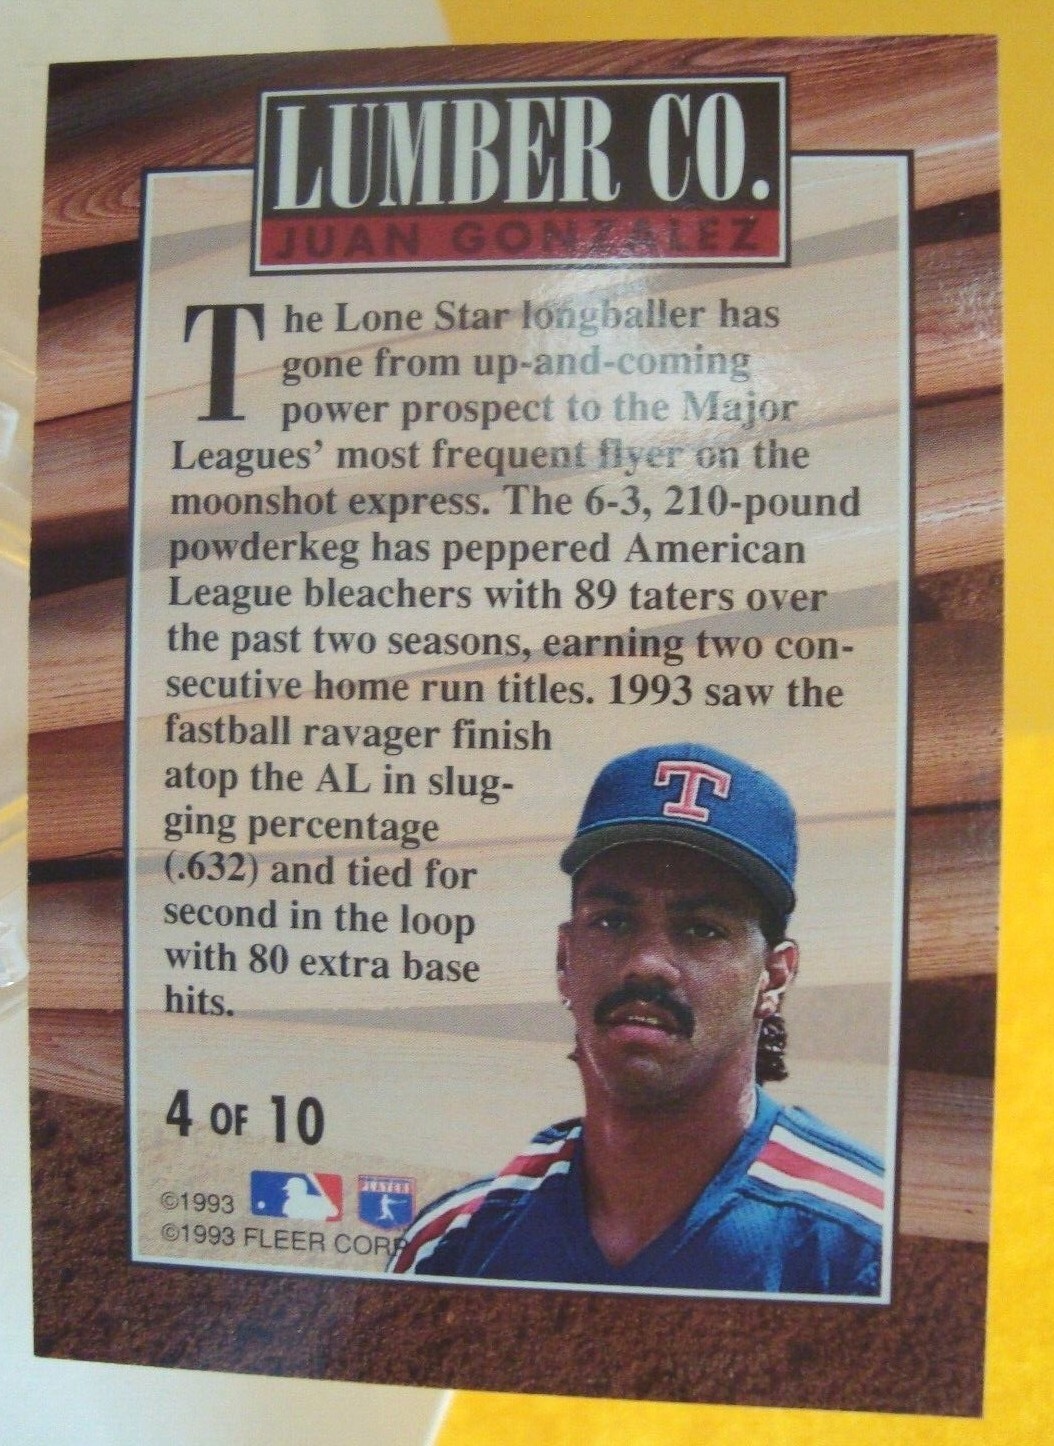 LUMBER CO.
JUAN GONZALEZ
The Lone Star longballer has
gone from up-and-coming
power prospect to the Major
Leagues' most frequent flyer on the
moonshot express. The 6-3, 210-pound
powderkeg has peppered American
League bleachers with 89 taters over
the past two seasons, earning two con-
secutive home run titles. 1993 saw the
fastball ravager finish
atop the AL in slug-
ging percentage
(.632) and tied for
second in the loop
with 80 extra base
hits.
T
4 OF 10
©1993
PLAYERS
©1993 FLEER CORP